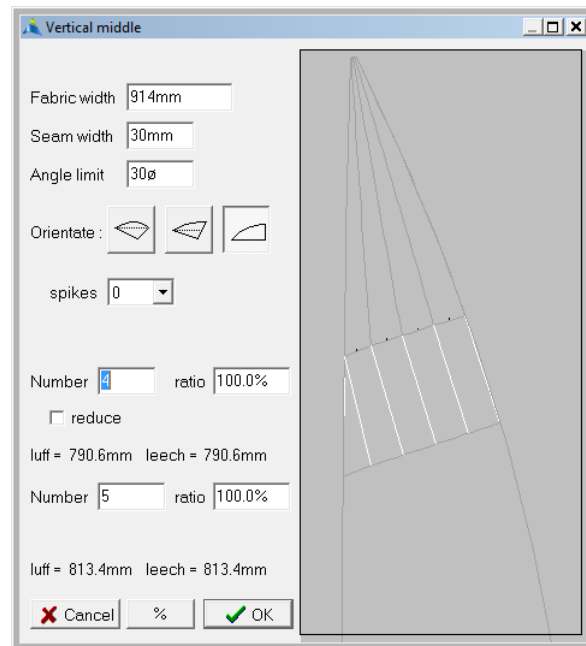 Vertical middle
Fabric width 914mm
Seam width 30mm
Angle limit 30ø
Orientate :
spikes 0
Number 4 ratio 100.0%
reduce
luff = 790.6mm leech = 790.6mm
Number 5 ratio 100.0%
luff = 813.4mm leech = 813.4mm
Cancel % OK